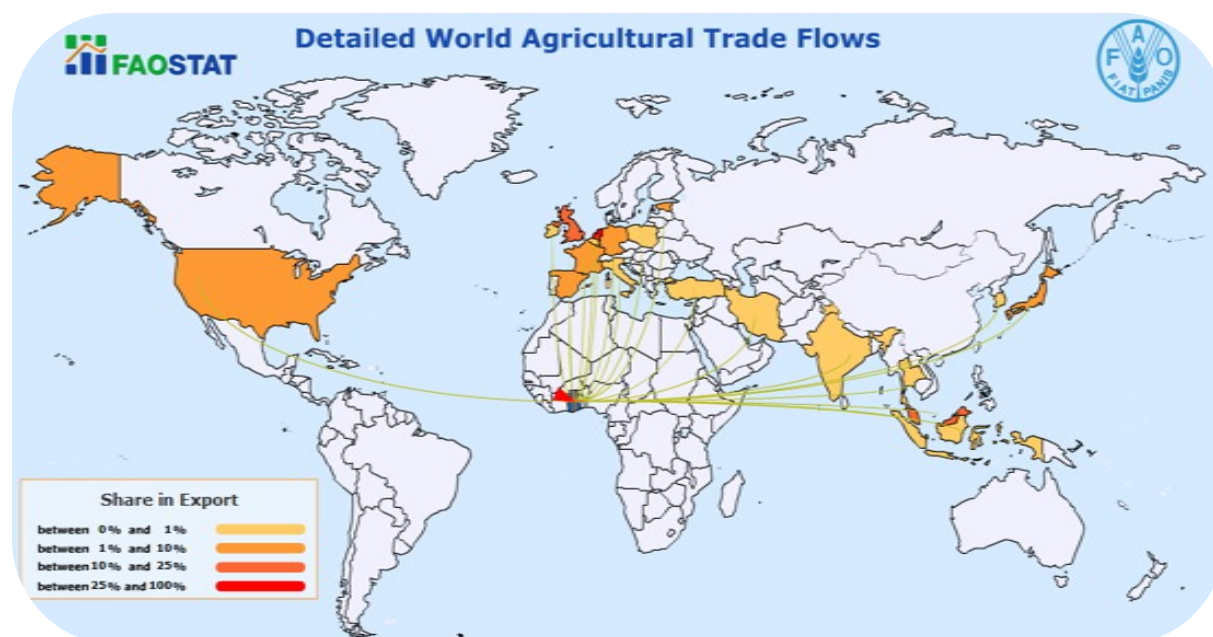 FAOSTAT
Detailed World Agricultural Trade Flows
F A O
FIAT PANIS
Share in Export
between 0% and 1%
between 1% and 10%
between 10% and 25%
between 25% and 100%